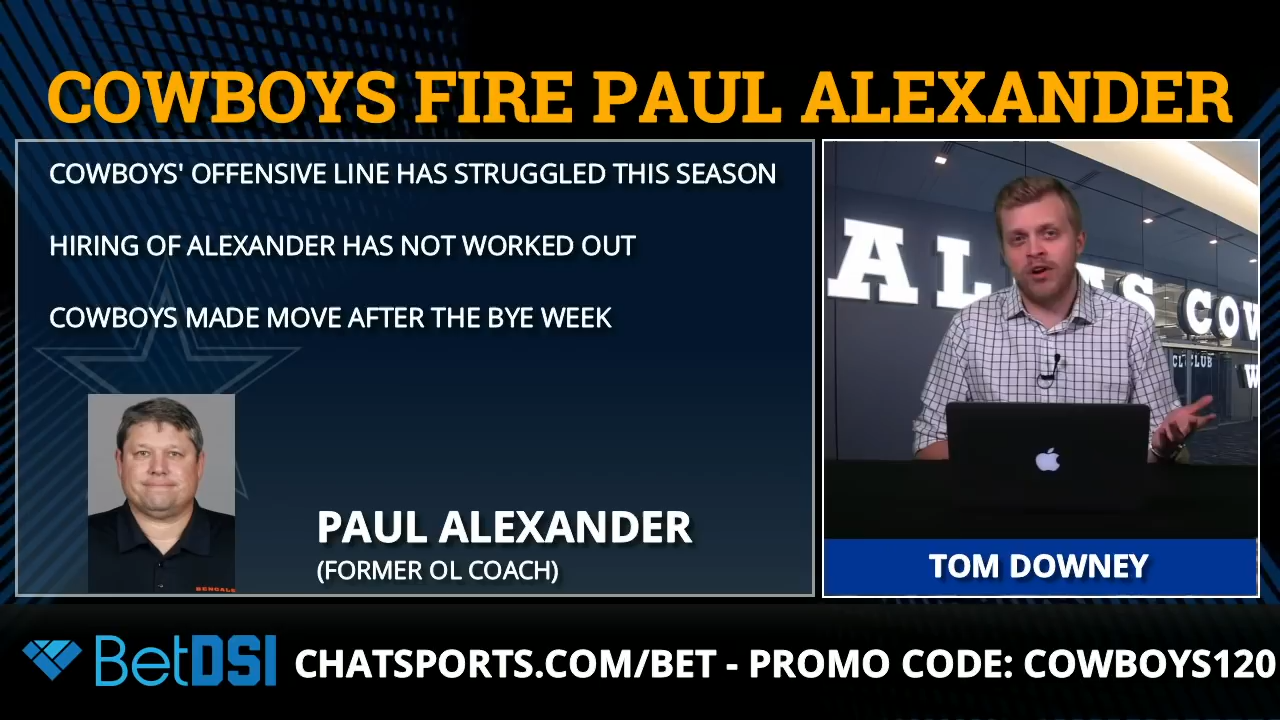 COWBOYS FIRE PAUL ALEXANDER
COWBOYS' OFFENSIVE LINE HAS STRUGGLED THIS SEASON
HIRING OF ALEXANDER HAS NOT WORKED OUT
COWBOYS MADE MOVE AFTER THE BYE WEEK
BENGALS
PAUL ALEXANDER
(FORMER OL COACH)
TOM DOWNEY
BetDSI CHATSPORTS.COM/BET - PROMO CODE: COWBOYS120